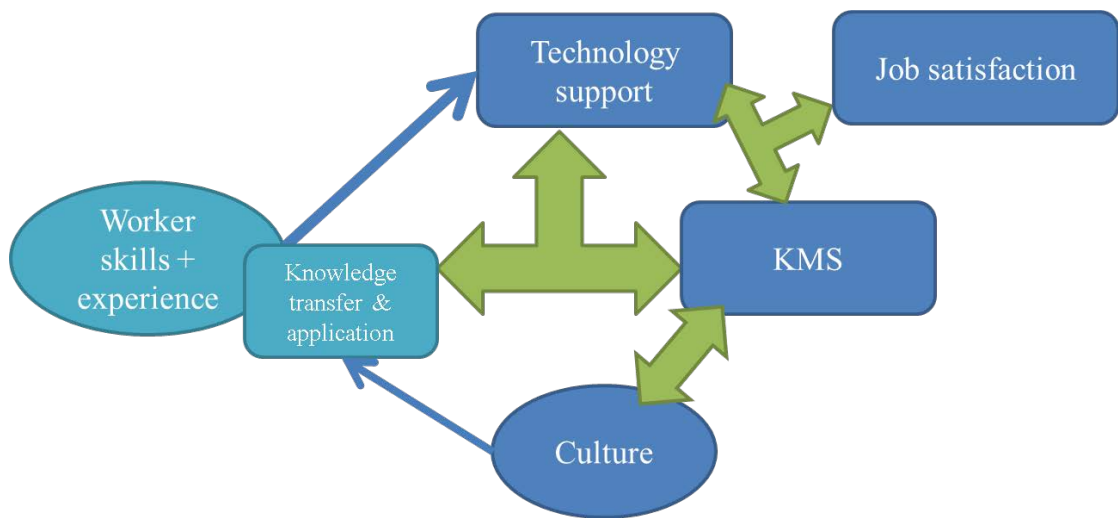 Technology
support
Job satisfaction
Worker
skills +
experience
Knowledge
transfer &
application
KMS
Culture